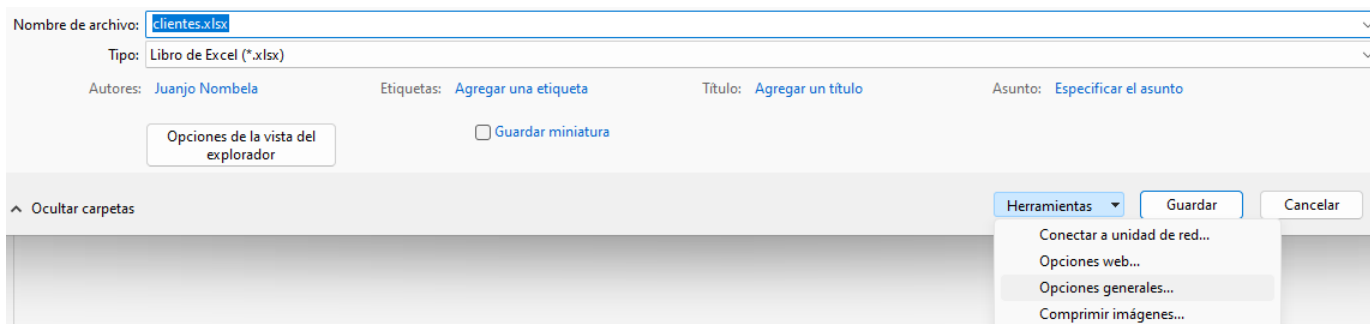 Nombre de archivo: clientes.xlsx
Tipo: Libro de Excel (*.xlsx)
Autores: Juanjo Nombela Etiquetas: Agregar una etiqueta Título: Agregar un título Asunto: Especificar el asunto
Opciones de la vista del
explorador
Guardar miniatura
Ocultar carpetas
Herramientas Guardar Cancelar
Conectar a unidad de red...
Opciones web...
Opciones generales...
Comprimir imágenes...